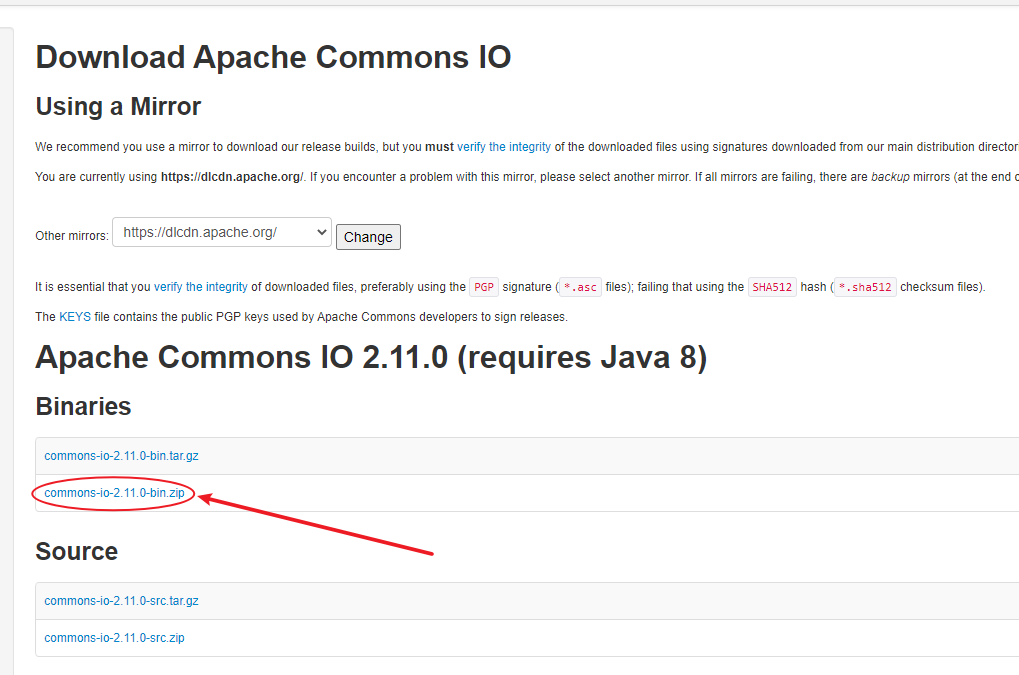 Download Apache Commons IO
Using a Mirror
We recommend you use a mirror to download our release builds, but you must verify the integrity of the downloaded files using signatures downloaded from our main distribution
You are currently using https://dlcdn.apache.org/. If you encounter a problem with this mirror, please select another mirror. If all mirrors are failing, there are backup mirrors (at the end
Other mirrors: https://dlcdn.apache.org/ Change
It is essential that you verify the integrity of downloaded files, preferably using the PGP signature (*.asc files); failing that using the SHA512 hash (*.sha512 checksum files).
The KEYS file contains the public PGP keys used by Apache Commons developers to sign releases.
Apache Commons IO 2.11.0 (requires Java 8)
Binaries
commons-io-2.11.0-bin.tar.gz
commons-io-2.11.0-bin.zip
Source
commons-io-2.11.0-src.tar.gz
commons-io-2.11.0-src.zip